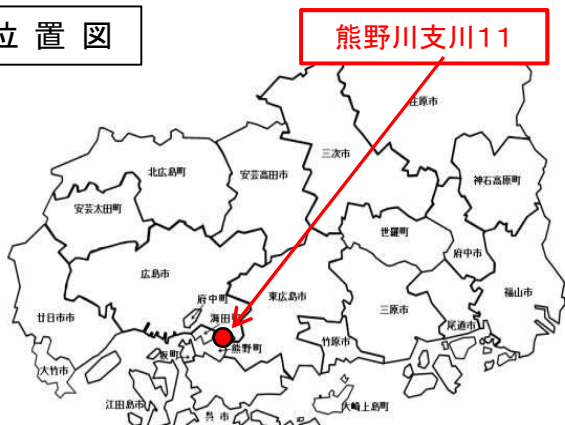 位置図
熊野川支川11
庄原市
三次市
北広島町
安芸高田市
神石高原町
安芸太田町
世羅町
府中市
広島市
東広島市
福山市
府中町
三原市
廿日市市
海田町
尾道市
竹原市
坂町
熊野町
大竹市
江田島市
大崎上島町
呉市